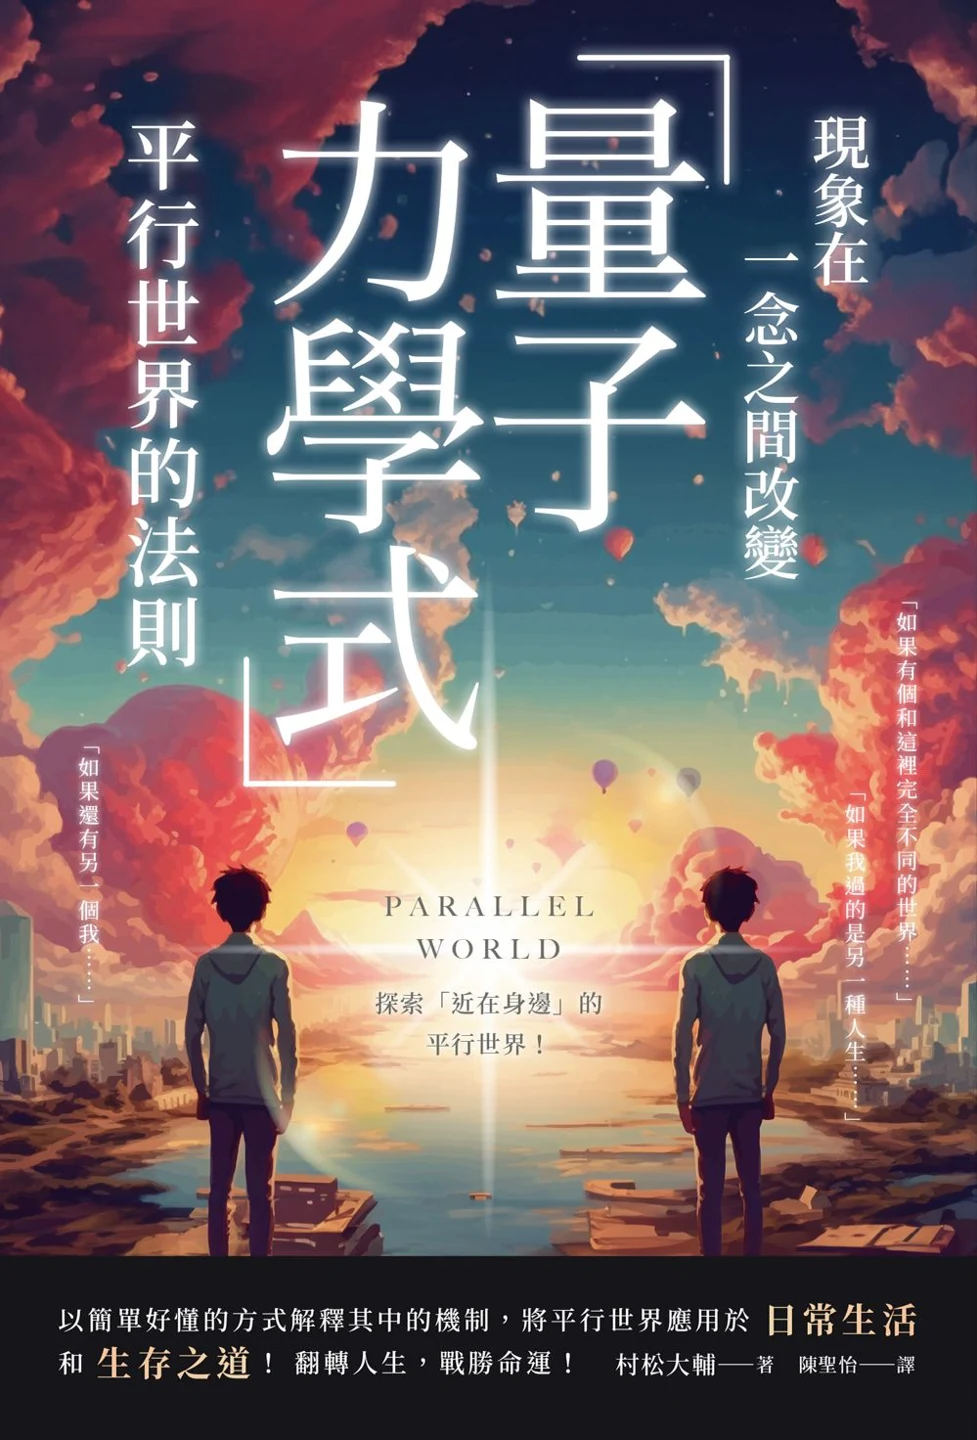 現象在
一念之間改變
「量子
力學式」
平行世界的法則
「如果有個和這裡完全不同的世界……」
「如果我過的是另一種人生……」
「如果還有另一個我……」
PARALLEL
WORLD
探索「近在身邊」的
平行世界！
以簡單好懂的方式解釋其中的機制，將平行世界應用於 日常生活
和 生存之道！ 翻轉人生，戰勝命運！ 村松大輔——著 陳聖怡——譯